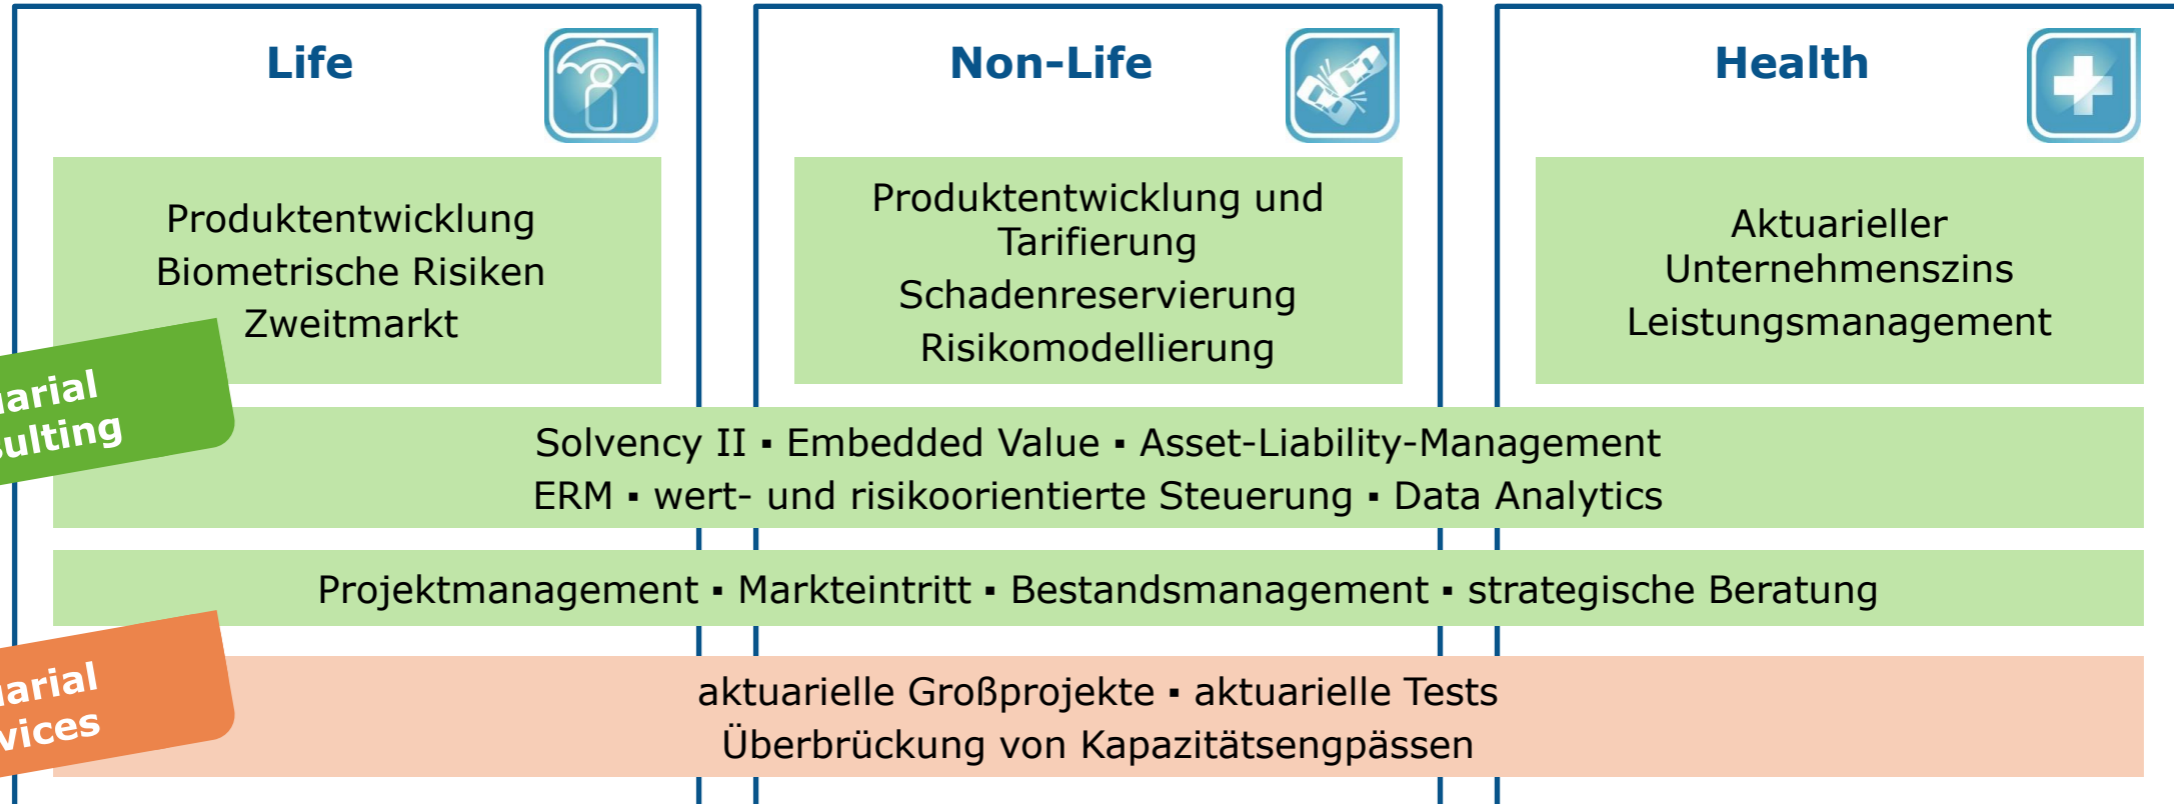 Life
Non-Life
Health
Produktentwicklung
Biometrische Risiken
Zweitmarkt
Produktentwicklung und
Tarifierung
Schadenreservierung
Risikomodellierung
Aktuarieller
Unternehmenszins
Leistungsmanagement
arial
sulting
Solvency II ▪ Embedded Value ▪ Asset-Liability-Management
ERM ▪ wert- und risikoorientierte Steuerung ▪ Data Analytics
Projektmanagement ▪ Markteintritt ▪ Bestandsmanagement ▪ strategische Beratung
arial
vices
aktuarielle Großprojekte ▪ aktuarielle Tests
Überbrückung von Kapazitätsengpässen